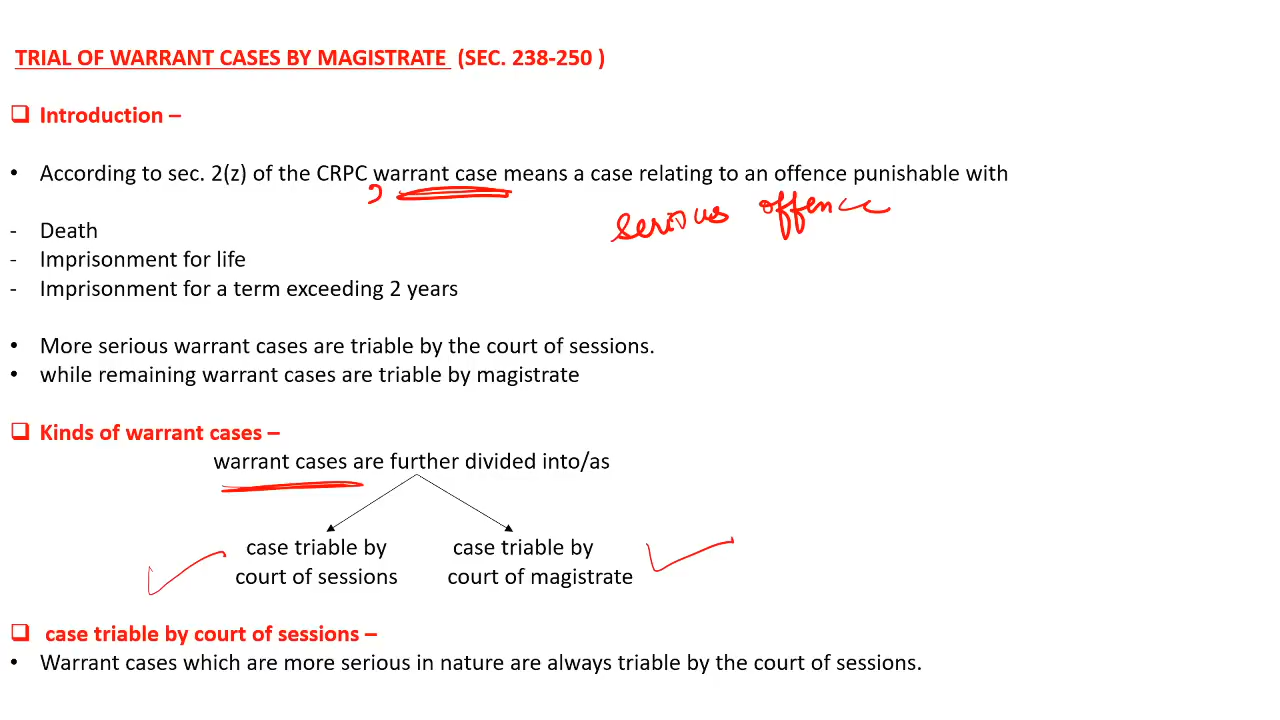 TRIAL OF WARRANT CASES BY MAGISTRATE (SEC. 238-250 )
Introduction –
• According to sec. 2(z) of the CRPC warrant case means a case relating to an offence punishable with
serious offence
- Death
- Imprisonment for life
- Imprisonment for a term exceeding 2 years
• More serious warrant cases are triable by the court of sessions.
• while remaining warrant cases are triable by magistrate
Kinds of warrant cases –
warrant cases are further divided into/as
case triable by
court of sessions
case triable by
court of magistrate
case triable by court of sessions –
• Warrant cases which are more serious in nature are always triable by the court of sessions.